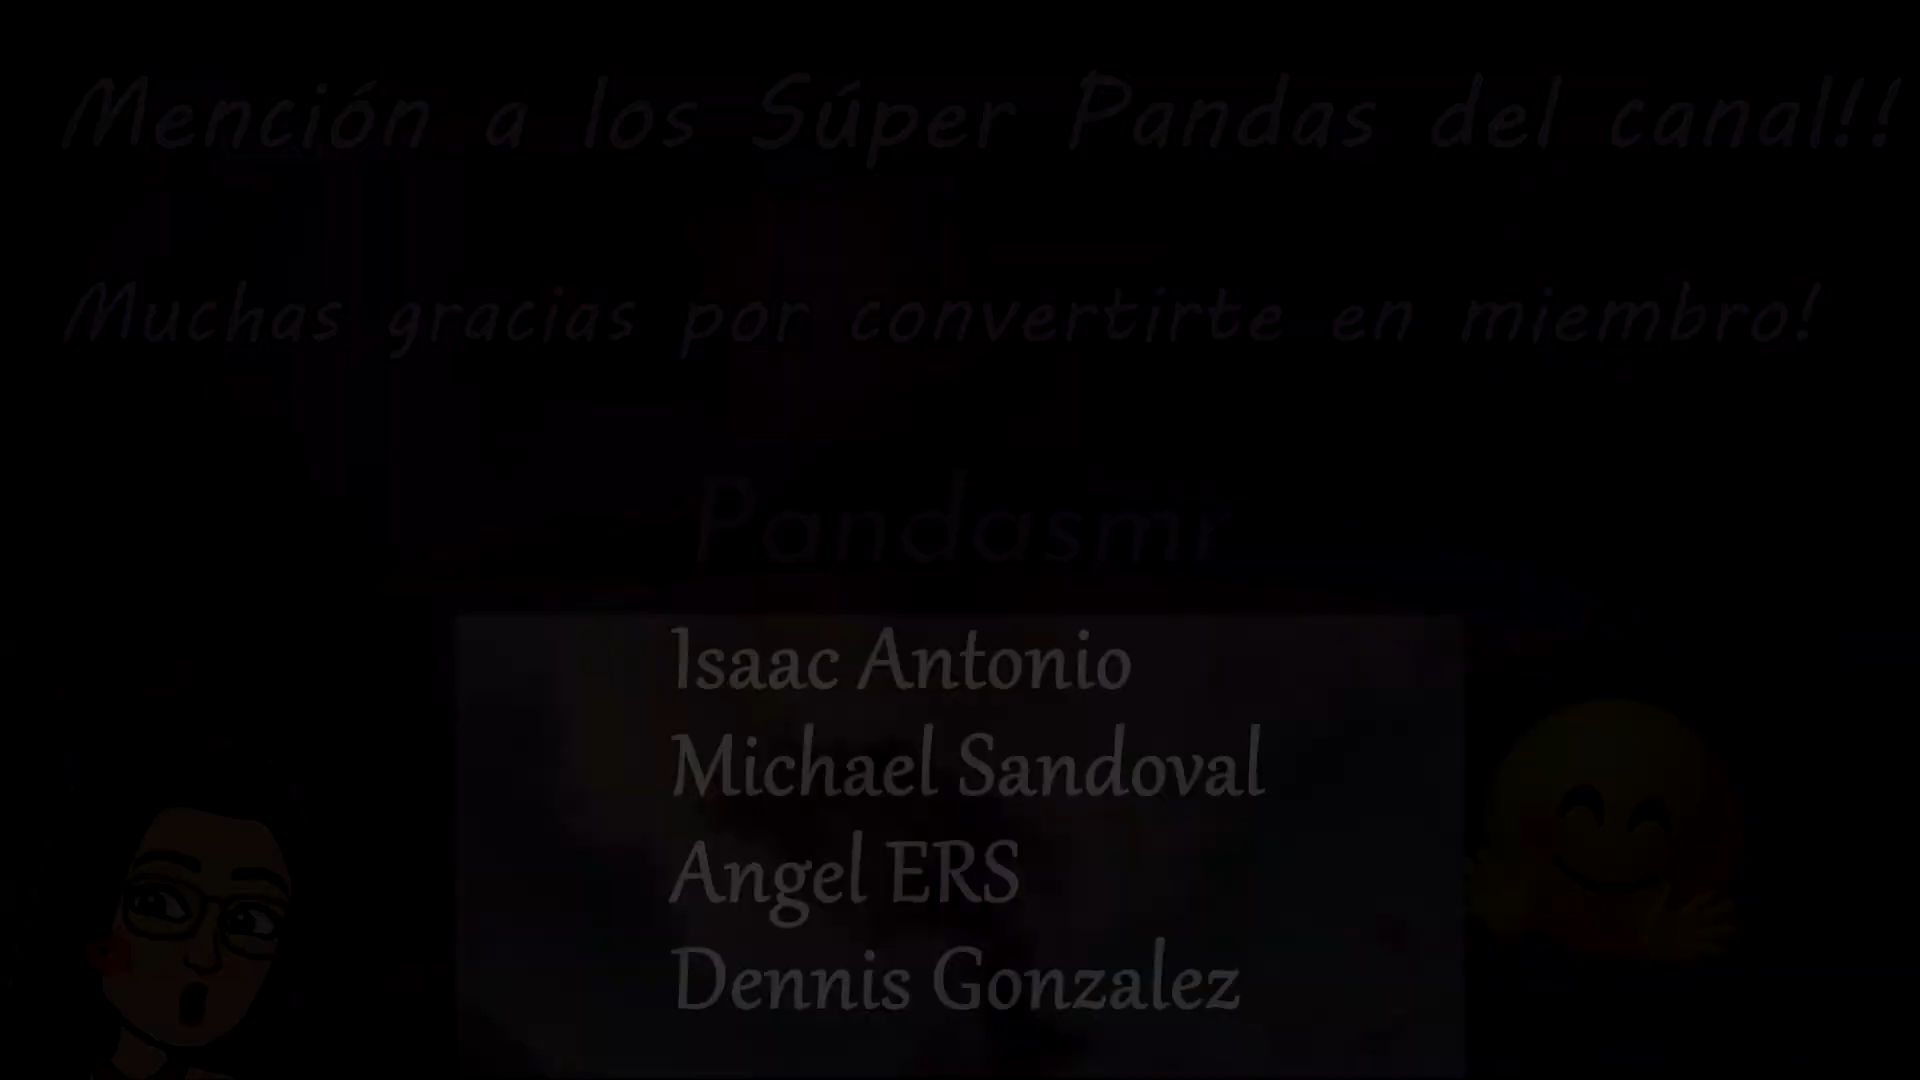 Mención a los Súper Pandas del canal!!
Muchas gracias por convertirte en miembro!
Pandasmr
Isaac Antonio
Michael Sandoval
Angel ERS
Dennis Gonzalez